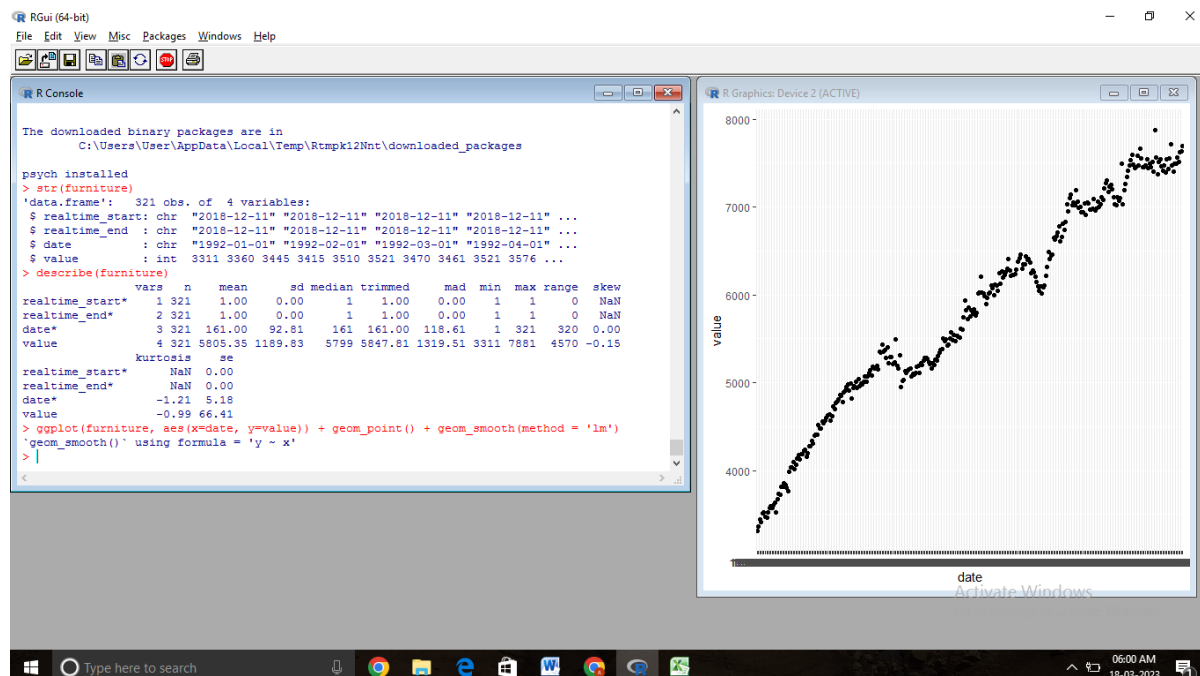 RGui (64-bit)
File Edit View Misc Packages Windows Help
STOP
R Console
The downloaded binary packages are in
        C:\Users\User\AppData\Local\Temp\Rtmpk12Nnt\downloaded_packages
psych installed
> str(furniture)
'data.frame':   321 obs. of  4 variables:
 $ realtime_start: chr  "2018-12-11" "2018-12-11" "2018-12-11" "2018-12-11" ...
 $ realtime_end  : chr  "2018-12-11" "2018-12-11" "2018-12-11" "2018-12-11" ...
 $ date          : chr  "1992-01-01" "1992-02-01" "1992-03-01" "1992-04-01" ...
 $ value         : int  3311 3360 3445 3415 3510 3521 3470 3461 3521 3576 ...
> describe(furniture)
                vars   n    mean      sd median trimmed     mad  min  max range  skew
realtime_start*    1 321    1.00    0.00      1    1.00    0.00    1    1     0   NaN
realtime_end*      2 321    1.00    0.00      1    1.00    0.00    1    1     0   NaN
date*              3 321  161.00   92.81    161  161.00  118.61    1  321   320  0.00
value              4 321 5805.35 1189.83   5799 5847.81 1319.51 3311 7881  4570 -0.15
                kurtosis    se
realtime_start*      NaN  0.00
realtime_end*        NaN  0.00
date*              -1.21  5.18
value              -0.99 66.41
> ggplot(furniture, aes(x=date, y=value)) + geom_point() + geom_smooth(method = 'lm')
`geom_smooth()` using formula = 'y ~ x'
>
R Graphics: Device 2 (ACTIVE)
8000
7000
6000
5000
4000
value
date
Activate Windows
Type here to search
06:00 AM
18-03-2023